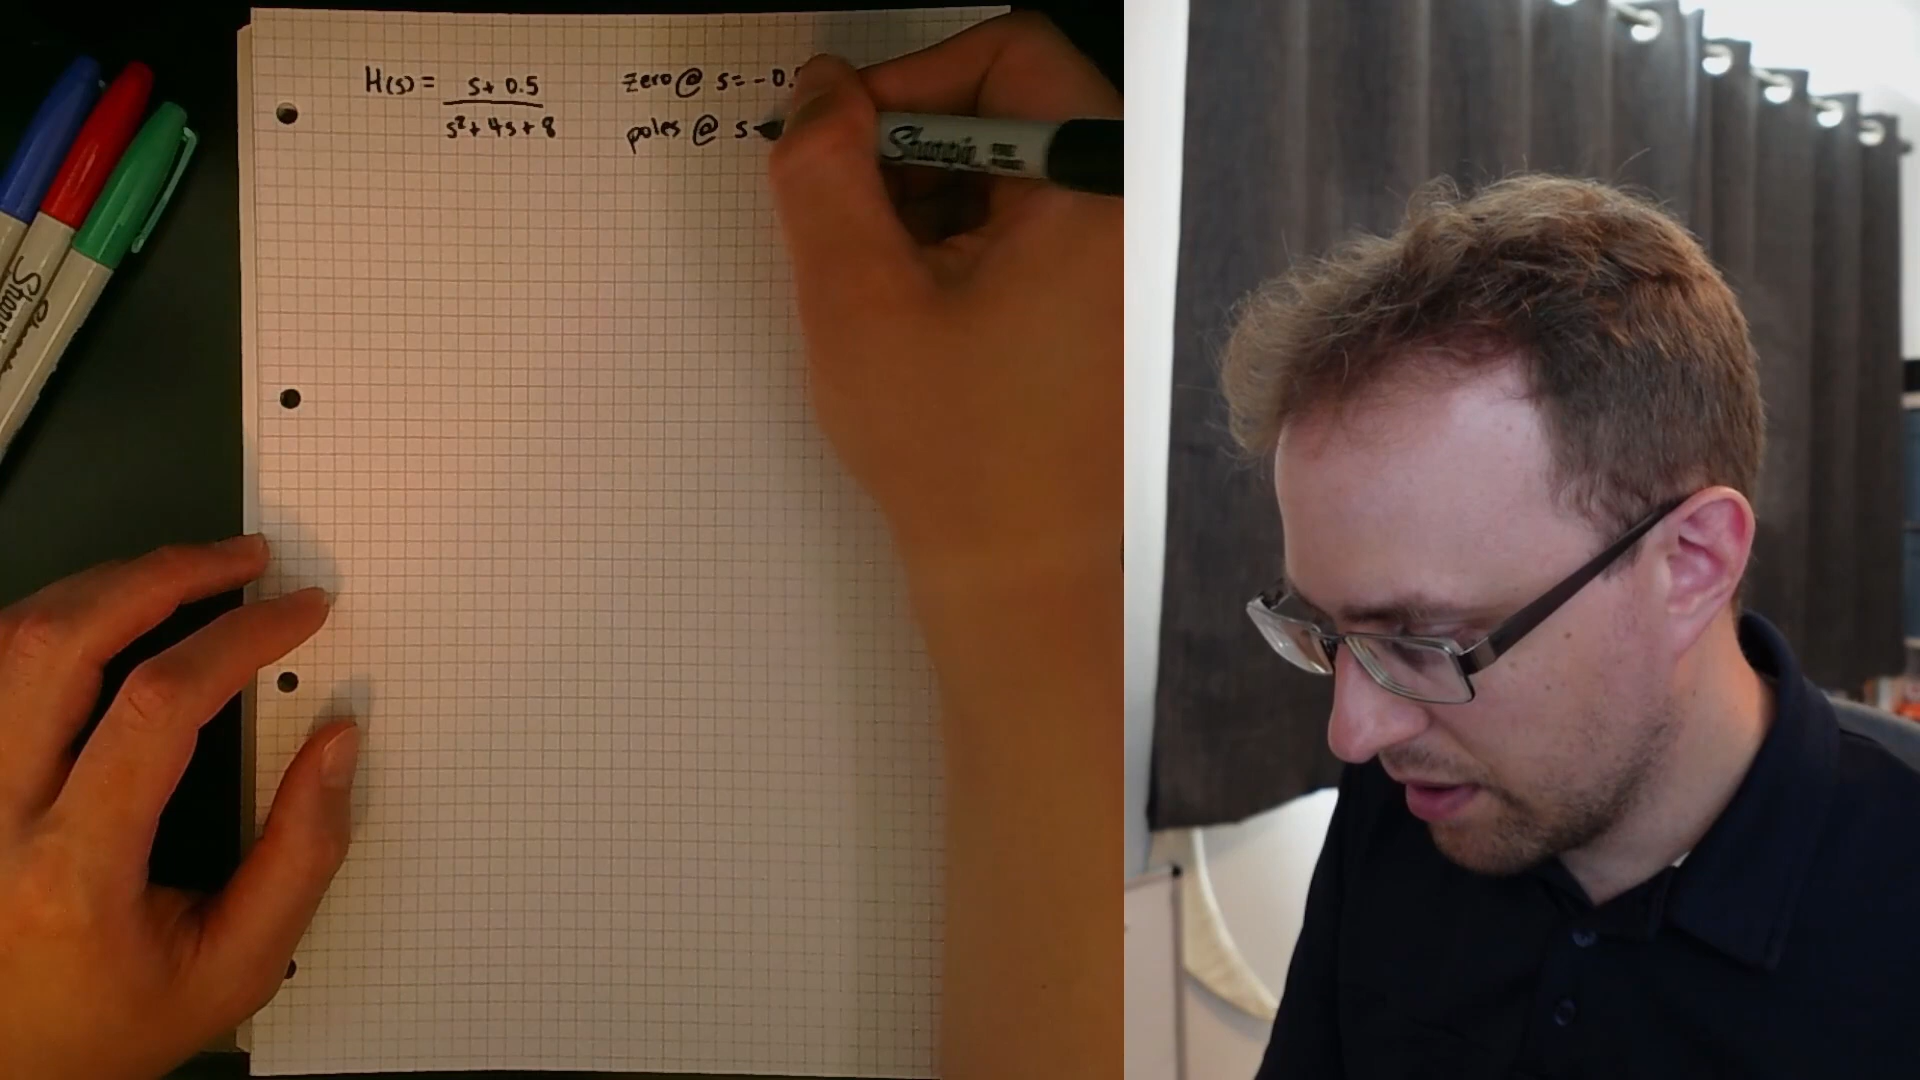 H(s) = s + 0.5 zero @ s = -0.
s² + 4s + 8 poles @ s
Sharpie